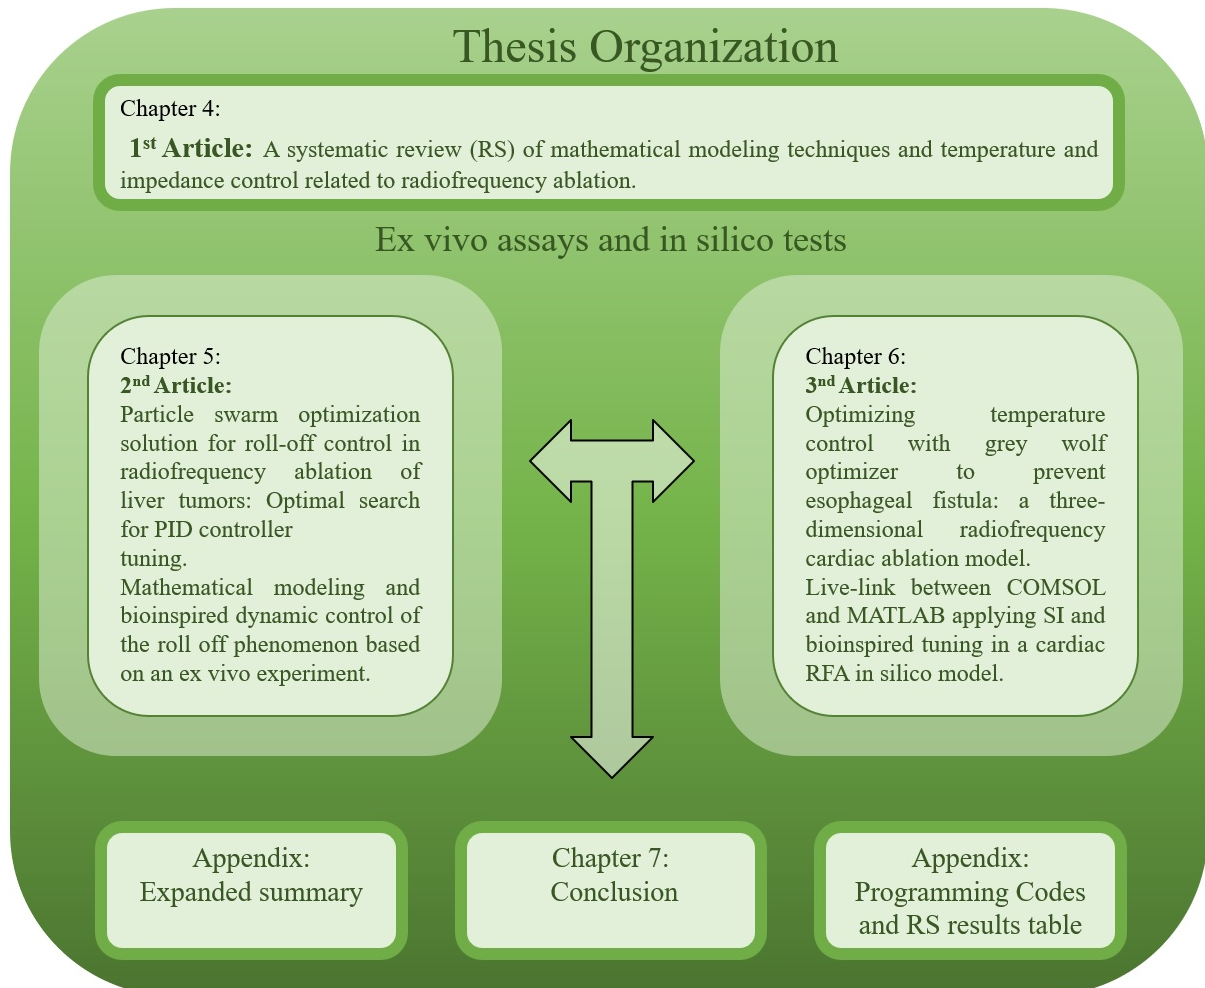 Thesis Organization
Chapter 4:
1st Article: A systematic review (RS) of mathematical modeling techniques and temperature and
impedance control related to radiofrequency ablation.
Ex vivo assays and in silico tests
Chapter 5:
2nd Article:
Particle swarm optimization
solution for roll-off control in
radiofrequency ablation of
liver tumors: Optimal search
for PID controller
tuning.
Mathematical modeling and
bioinspired dynamic control of
the roll off phenomenon based
on an ex vivo experiment.
Chapter 6:
3nd Article:
Optimizing temperature
control with grey wolf
optimizer to prevent
esophageal fistula: a three-
dimensional radiofrequency
cardiac ablation model.
Live-link between COMSOL
and MATLAB applying SI and
bioinspired tuning in a cardiac
RFA in silico model.
Appendix:
Expanded summary
Chapter 7:
Conclusion
Appendix:
Programming Codes
and RS results table